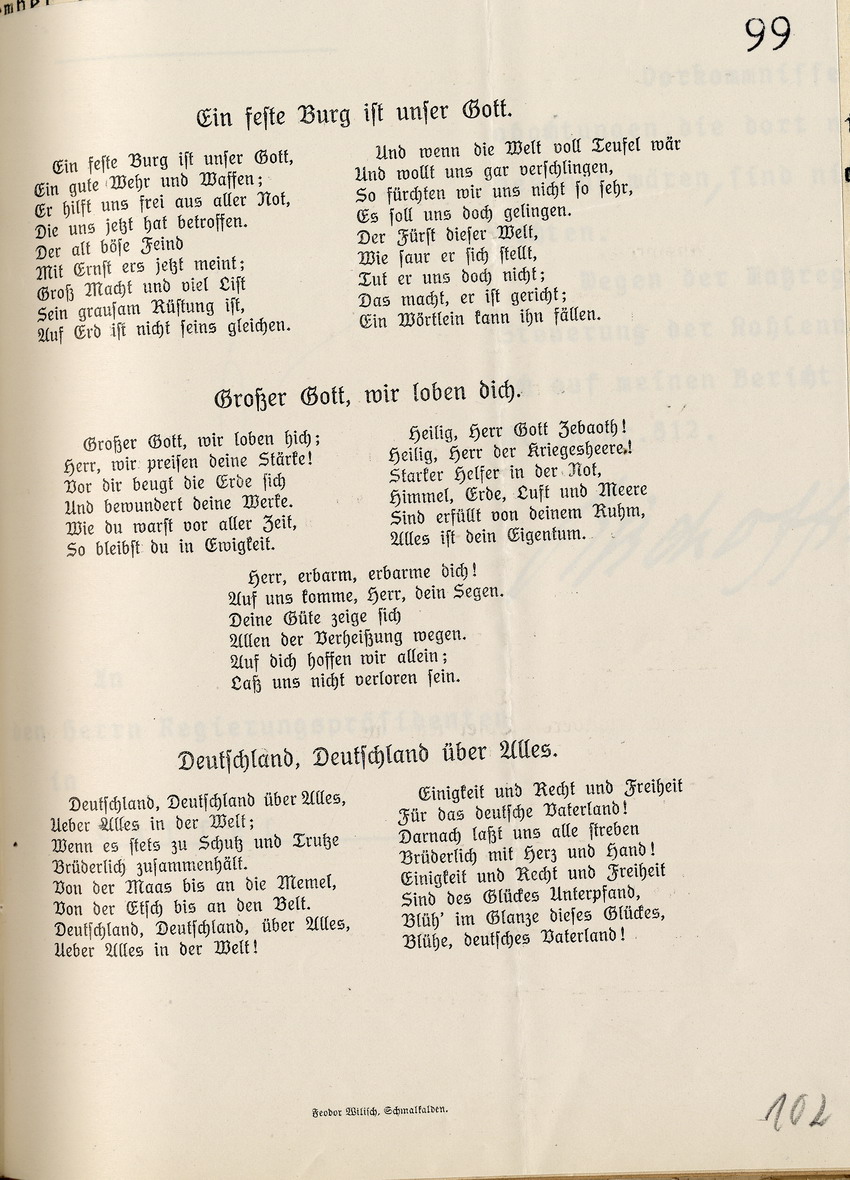 99
Ein feste Burg ist unser Gott.
Ein feste Burg ist unser Gott,
Ein gute Wehr und Waffen;
Er hilft uns frei aus aller Not,
Die uns jetzt hat betroffen.
Der alt böse Feind
Mit Ernst ers jetzt meint;
Groß Macht und viel List
Sein grausam Rüstung ist,
Auf Erd ist nicht seins gleichen.
Und wenn die Welt voll Teufel wär
Und wollt uns gar verschlingen,
So fürchten wir uns nicht so sehr,
Es soll uns doch gelingen.
Der Fürst dieser Welt,
Wie saur er sich stellt,
Tut er uns doch nicht;
Das macht, er ist gericht;
Ein Wörtlein kann ihn fällen.
Großer Gott, wir loben dich.
Großer Gott, wir loben hich;
Herr, wir preisen deine Stärke!
Vor dir beugt die Erde sich
Und bewundert deine Werke.
Wie du warst vor aller Zeit,
So bleibst du in Ewigkeit.
Heilig, Herr Gott Zebaoth!
Heilig, Herr der Kriegesheere!
Starker Helfer in der Not,
Himmel, Erde, Luft und Meere
Sind erfüllt von deinem Ruhm,
Alles ist dein Eigentum.
Herr, erbarm, erbarme dich!
Auf uns komme, Herr, dein Segen.
Deine Güte zeige sich
Allen der Verheißung wegen.
Auf dich hoffen wir allein;
Laß uns nicht verloren sein.
Deutschland, Deutschland über Alles.
Deutschland, Deutschland über Alles,
Ueber Alles in der Welt;
Wenn es stets zu Schutz und Trutze
Brüderlich zusammenhält.
Von der Maas bis an die Memel,
Von der Etsch bis an den Belt.
Deutschland, Deutschland, über Alles,
Ueber Alles in der Welt!
Einigkeit und Recht und Freiheit
Für das deutsche Vaterland!
Darnach laßt uns alle streben
Brüderlich mit Herz und Hand!
Einigkeit und Recht und Freiheit
Sind des Glückes Unterpfand,
Blüh' im Glanze dieses Glückes,
Blühe, deutsches Vaterland!
Feodor Wilisch, Schmalkalden.
102